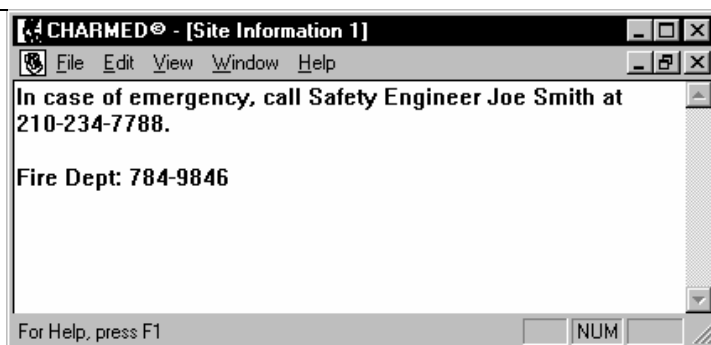 CHARMED® - [Site Information 1]
File Edit View Window Help
In case of emergency, call Safety Engineer Joe Smith at
210-234-7788.
Fire Dept: 784-9846
For Help, press F1
NUM